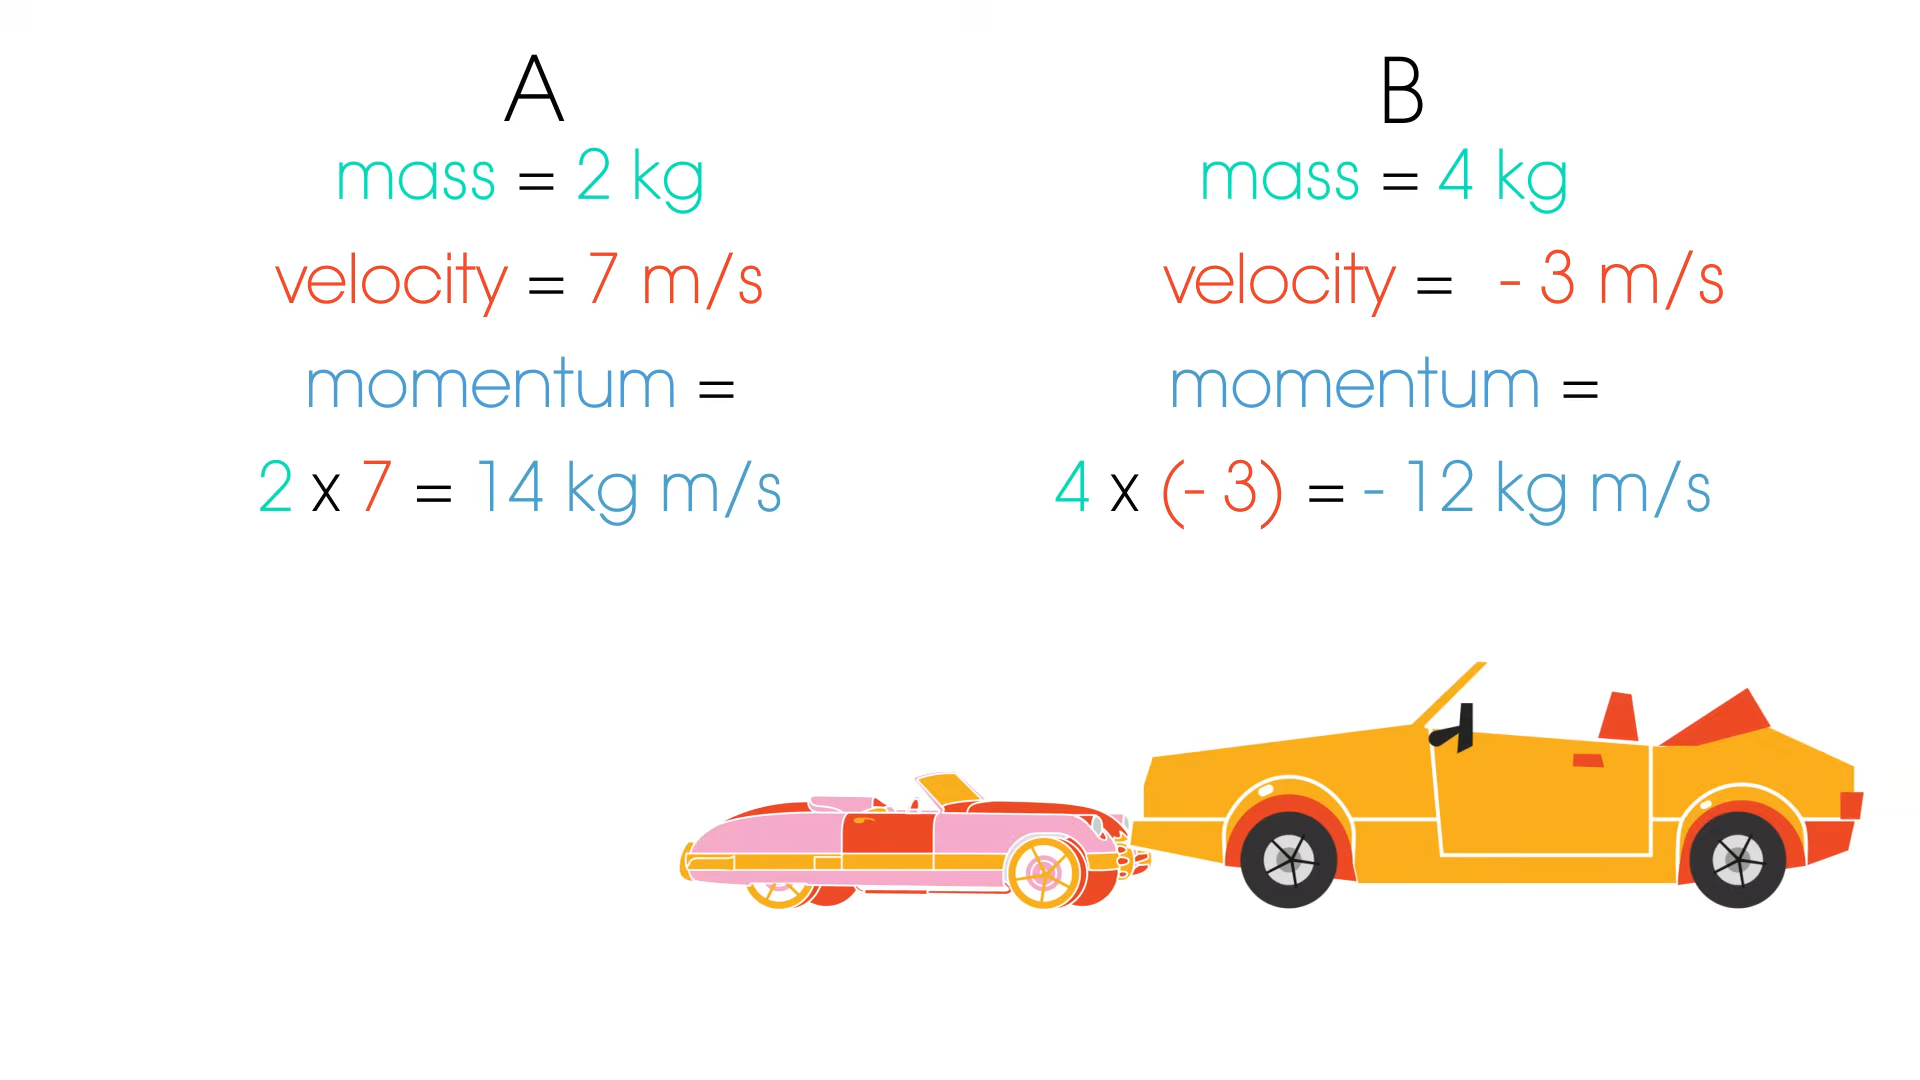 A
mass = 2 kg
velocity = 7 m/s
momentum =
2 x 7 = 14 kg m/s
B
mass = 4 kg
velocity = - 3 m/s
momentum =
4 x (- 3) = - 12 kg m/s